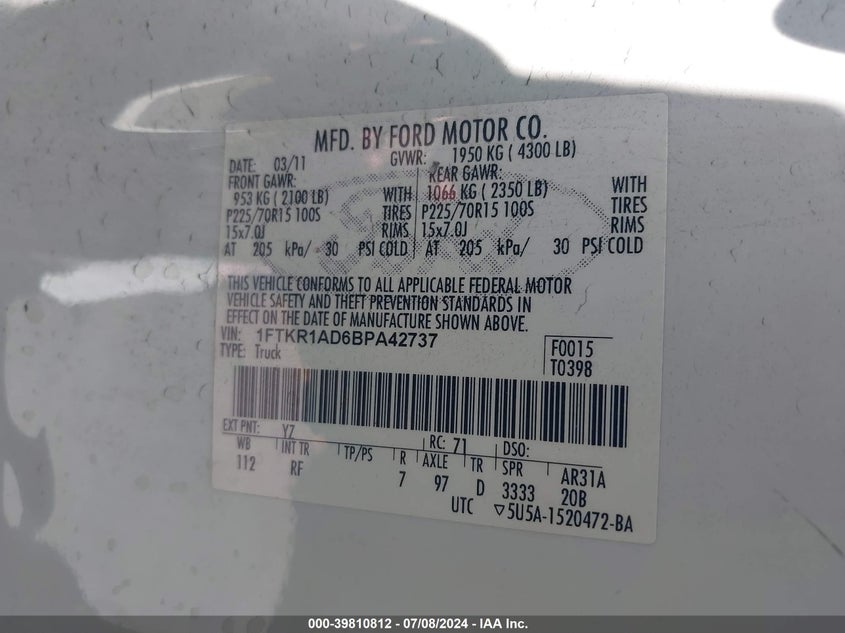 MFD. BY FORD MOTOR CO.
DATE: 03/11 GVWR: 1950 KG ( 4300 LB)
FRONT GAWR: REAR GAWR:
953 KG ( 2100 LB) WITH 1066 KG ( 2350 LB) WITH
P225/70R15 100S TIRES P225/70R15 100S TIRES
15x7.0J RIMS 15x7.0J RIMS
AT 205 kPa/ 30 PSI COLD AT 205 kPa/ 30 PSI COLD
THIS VEHICLE CONFORMS TO ALL APPLICABLE FEDERAL MOTOR
VEHICLE SAFETY AND THEFT PREVENTION STANDARDS IN
EFFECT ON THE DATE OF MANUFACTURE SHOWN ABOVE.
VIN: 1FTKR1AD6BPA42737 F0015
TYPE: Truck T0398
EXT PNT: YZ RC: 71 DSO:
WB INT TR TP/PS R AXLE TR SPR AR31A
112 RF 7 97 D 3333 20B
UTC ▽5U5A-1520472-BA
000-39810812 - 07/08/2024 - IAA Inc.